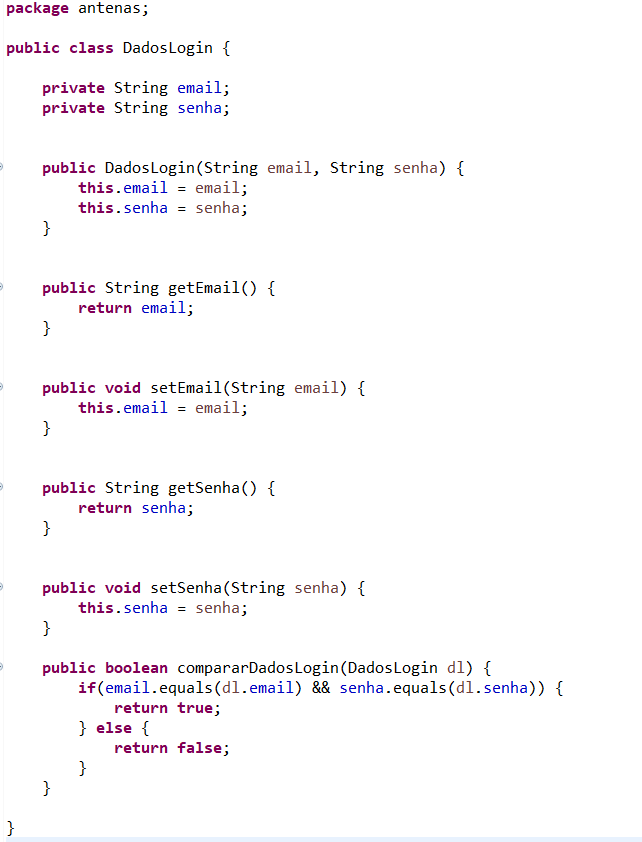 package antenas;
public class DadosLogin {
    private String email;
    private String senha;
    public DadosLogin(String email, String senha) {
        this.email = email;
        this.senha = senha;
    }
    public String getEmail() {
        return email;
    }
    public void setEmail(String email) {
        this.email = email;
    }
    public String getSenha() {
        return senha;
    }
    public void setSenha(String senha) {
        this.senha = senha;
    }
    public boolean compararDadosLogin(DadosLogin dl) {
        if(email.equals(dl.email) && senha.equals(dl.senha)) {
            return true;
        } else {
            return false;
        }
    }
}